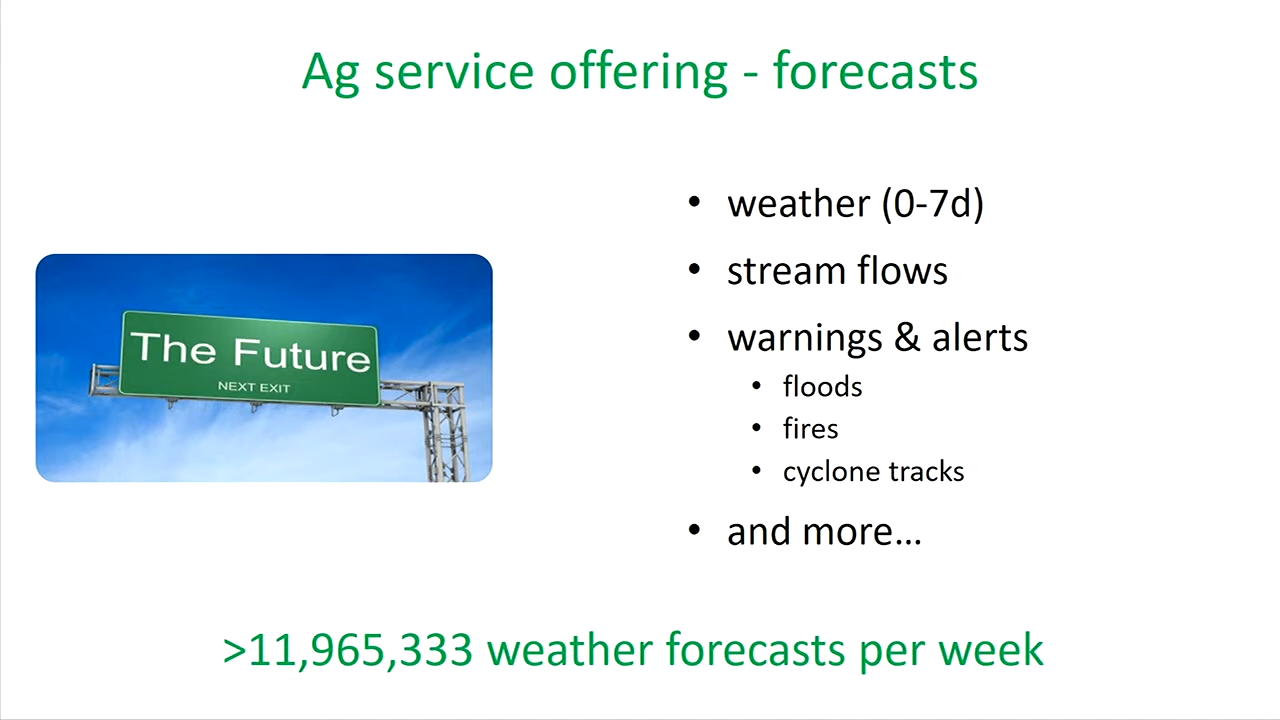 Ag service offering - forecasts
The Future
NEXT EXIT
• weather (0-7d)
• stream flows
• warnings & alerts
• floods
• fires
• cyclone tracks
• and more…
>11,965,333 weather forecasts per week